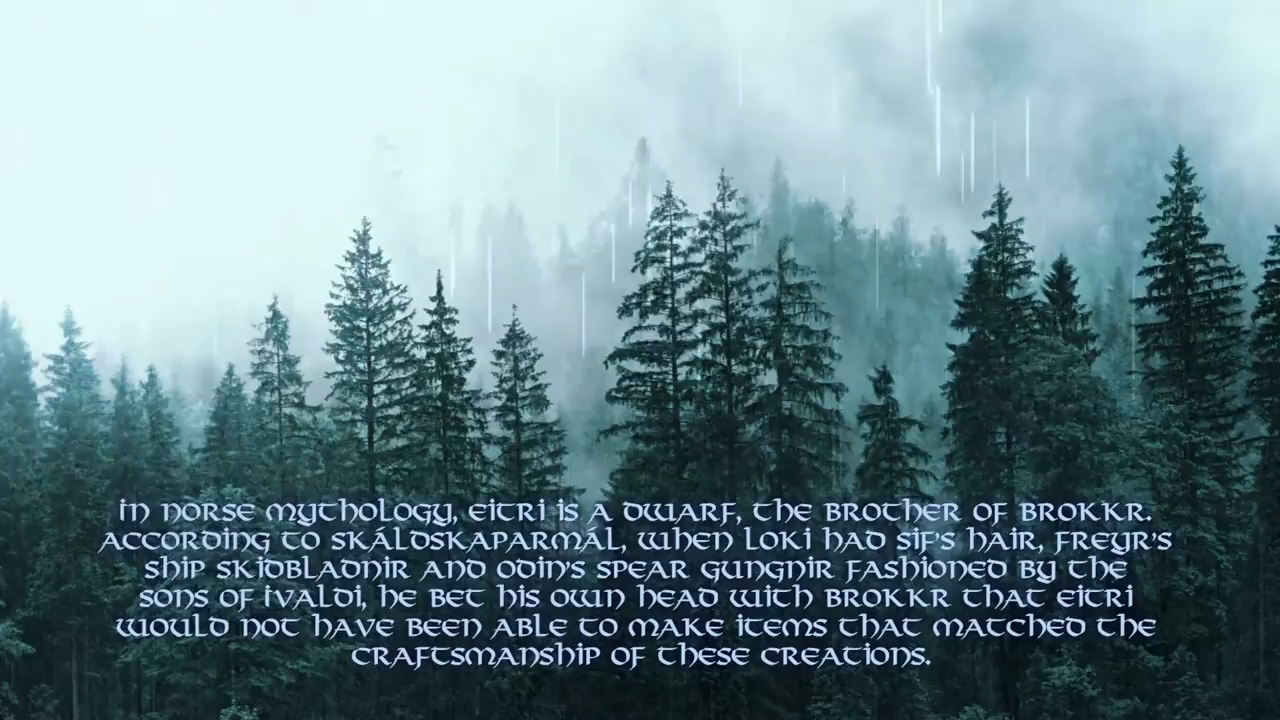 In Norse mythology, Eitri is a dwarf, the brother of Brokkr.
According to Skáldskaparmál, when Loki had Sif's hair, Freyr's
ship Skidbladnir and Odin's spear Gungnir fashioned by the
sons of Ivaldi, he bet his own head with Brokkr that Eitri
would not have been able to make items that matched the
craftsmanship of these creations.